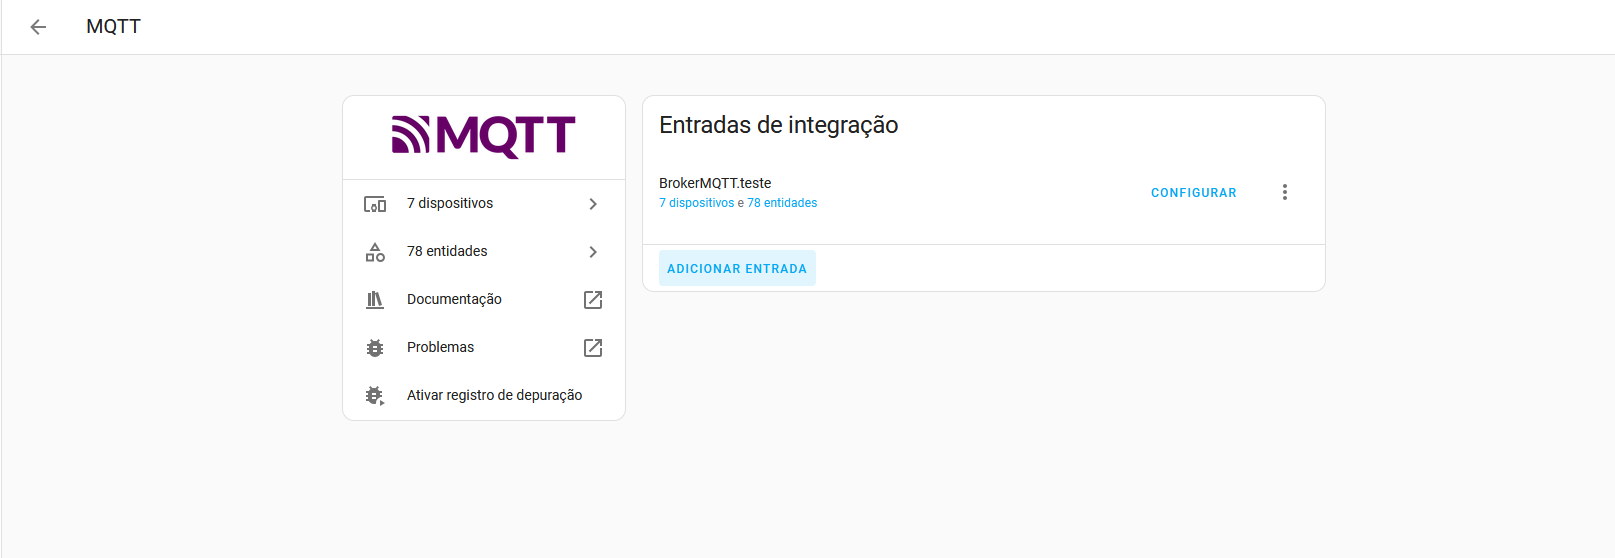 MQTT
MQTT
7 dispositivos
78 entidades
Documentação
Problemas
Ativar registro de depuração
Entradas de integração
BrokerMQTT.teste
7 dispositivos e 78 entidades
CONFIGURAR
ADICIONAR ENTRADA